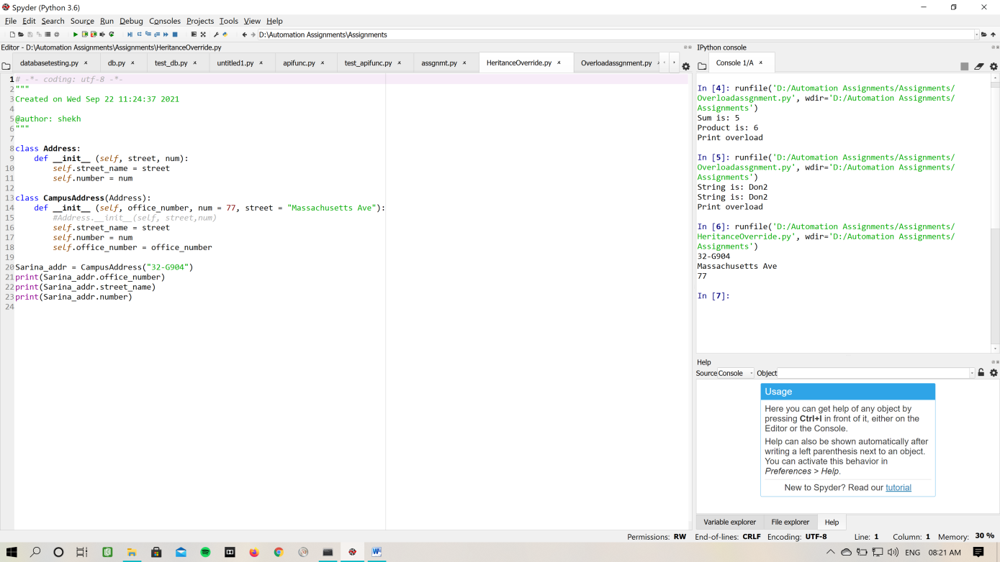 Spyder (Python 3.6)
File Edit Search Source Run Debug Consoles Projects Tools View Help
D:\Automation Assignments\Assignments
Editor - D:\Automation Assignments\Assignments\HeritanceOverride.py
databasetesting.py db.py test_db.py untitled1.py apifunc.py test_apifunc.py assgnmt.py HeritanceOverride.py Overloadassgnment.py
1 # -*- coding: utf-8 -*-
2 """
3 Created on Wed Sep 22 11:24:37 2021
4
5 @author: shekh
6 """
7
8 class Address:
9     def __init__ (self, street, num):
10         self.street_name = street
11         self.number = num
12
13 class CampusAddress(Address):
14     def __init__ (self, office_number, num = 77, street = "Massachusetts Ave"):
15         #Address.__init__(self, street,num)
16         self.street_name = street
17         self.number = num
18         self.office_number = office_number
19
20 Sarina_addr = CampusAddress("32-G904")
21 print(Sarina_addr.office_number)
22 print(Sarina_addr.street_name)
23 print(Sarina_addr.number)
24
IPython console
Console 1/A
In [4]: runfile('D:/Automation Assignments/Assignments/
Overloadassgnment.py', wdir='D:/Automation Assignments/
Assignments')
Sum is: 5
Product is: 6
Print overload
In [5]: runfile('D:/Automation Assignments/Assignments/
Overloadassgnment.py', wdir='D:/Automation Assignments/
Assignments')
String is: Don2
String is: Don2
Print overload
In [6]: runfile('D:/Automation Assignments/Assignments/
HeritanceOverride.py', wdir='D:/Automation Assignments/
Assignments')
32-G904
Massachusetts Ave
77
In [7]:
Help
Source Console Object
Usage
Here you can get help of any object by
pressing Ctrl+I in front of it, either on the
Editor or the Console.
Help can also be shown automatically after
writing a left parenthesis next to an object.
You can activate this behavior in
Preferences > Help.
New to Spyder? Read our tutorial
Variable explorer File explorer Help
Permissions: RW End-of-lines: CRLF Encoding: UTF-8 Line: 1 Column: 1 Memory: 30 %
ENG 08:21 AM